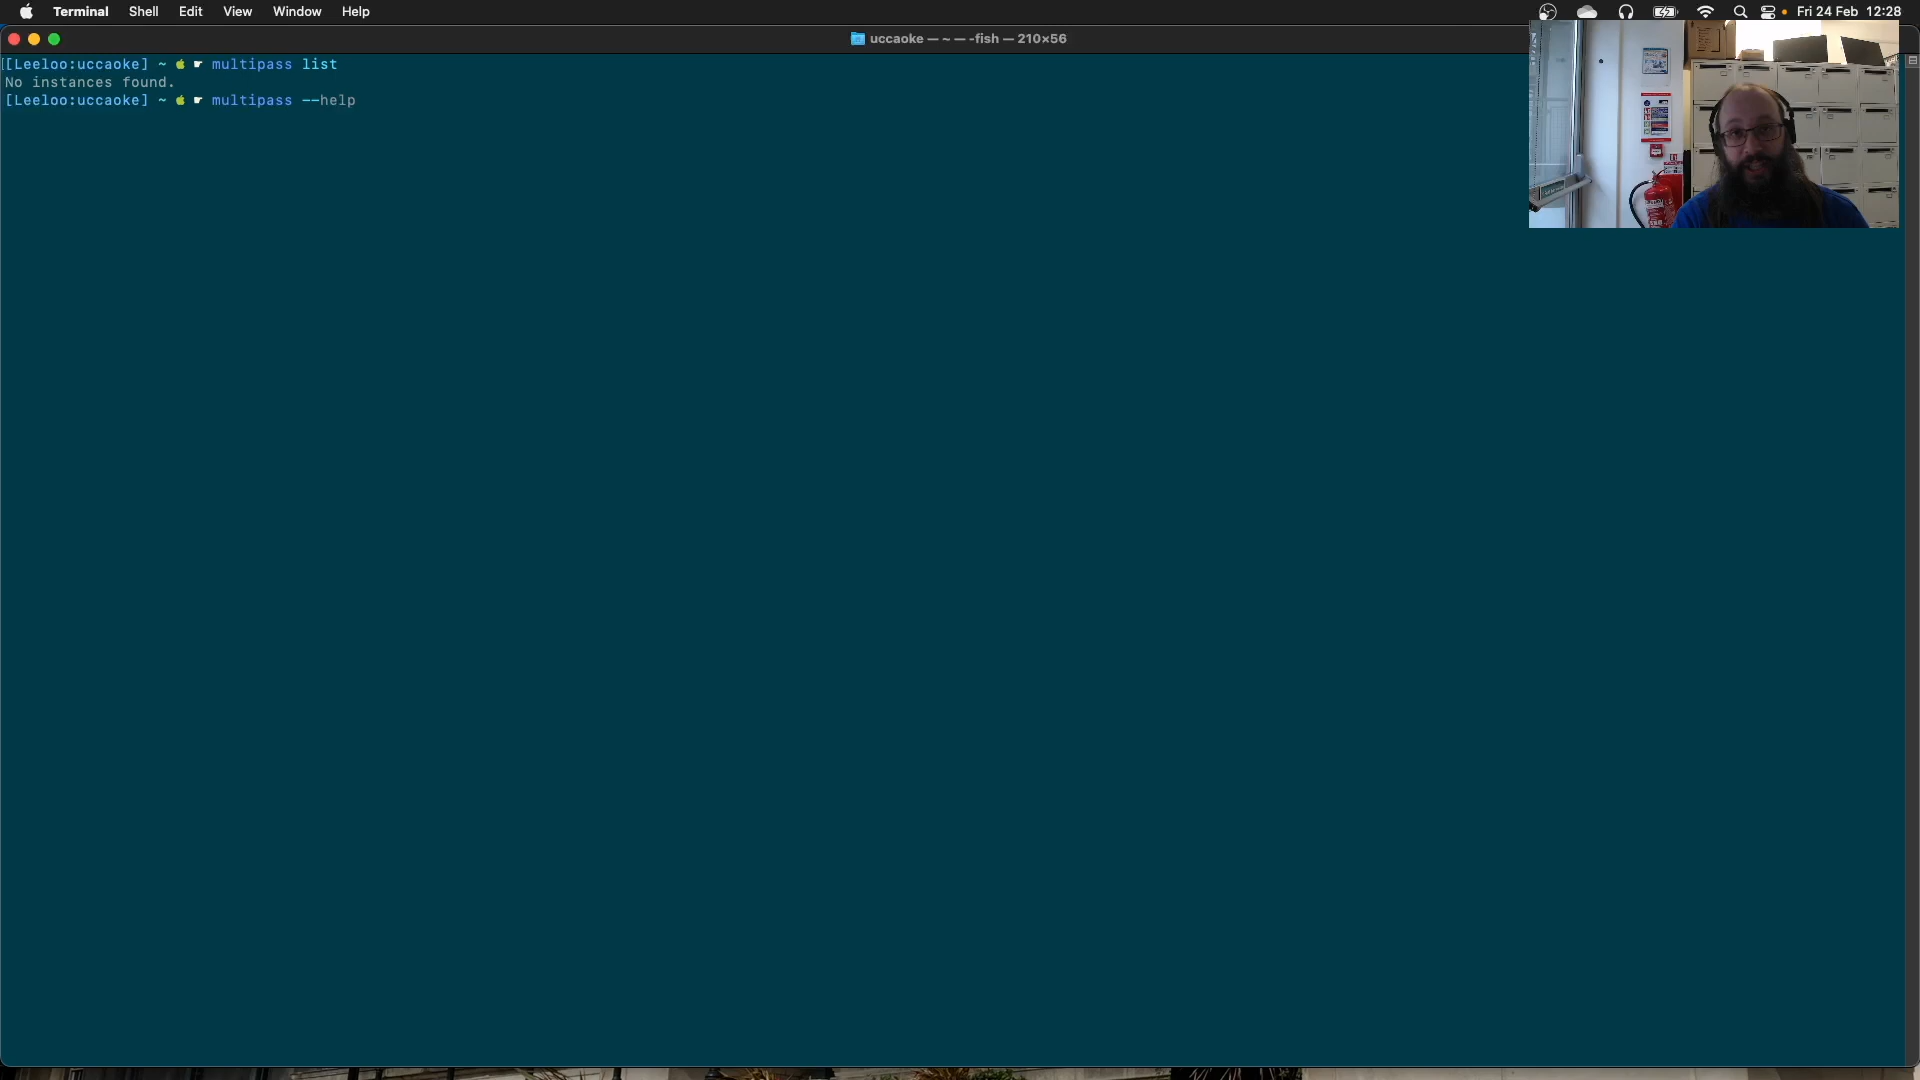 Terminal Shell Edit View Window Help Fri 24 Feb 12:28
uccaoke — ~ — -fish — 210×56
[[Leeloo:uccaoke] ~ multipass list
No instances found.
[Leeloo:uccaoke] ~ multipass --help